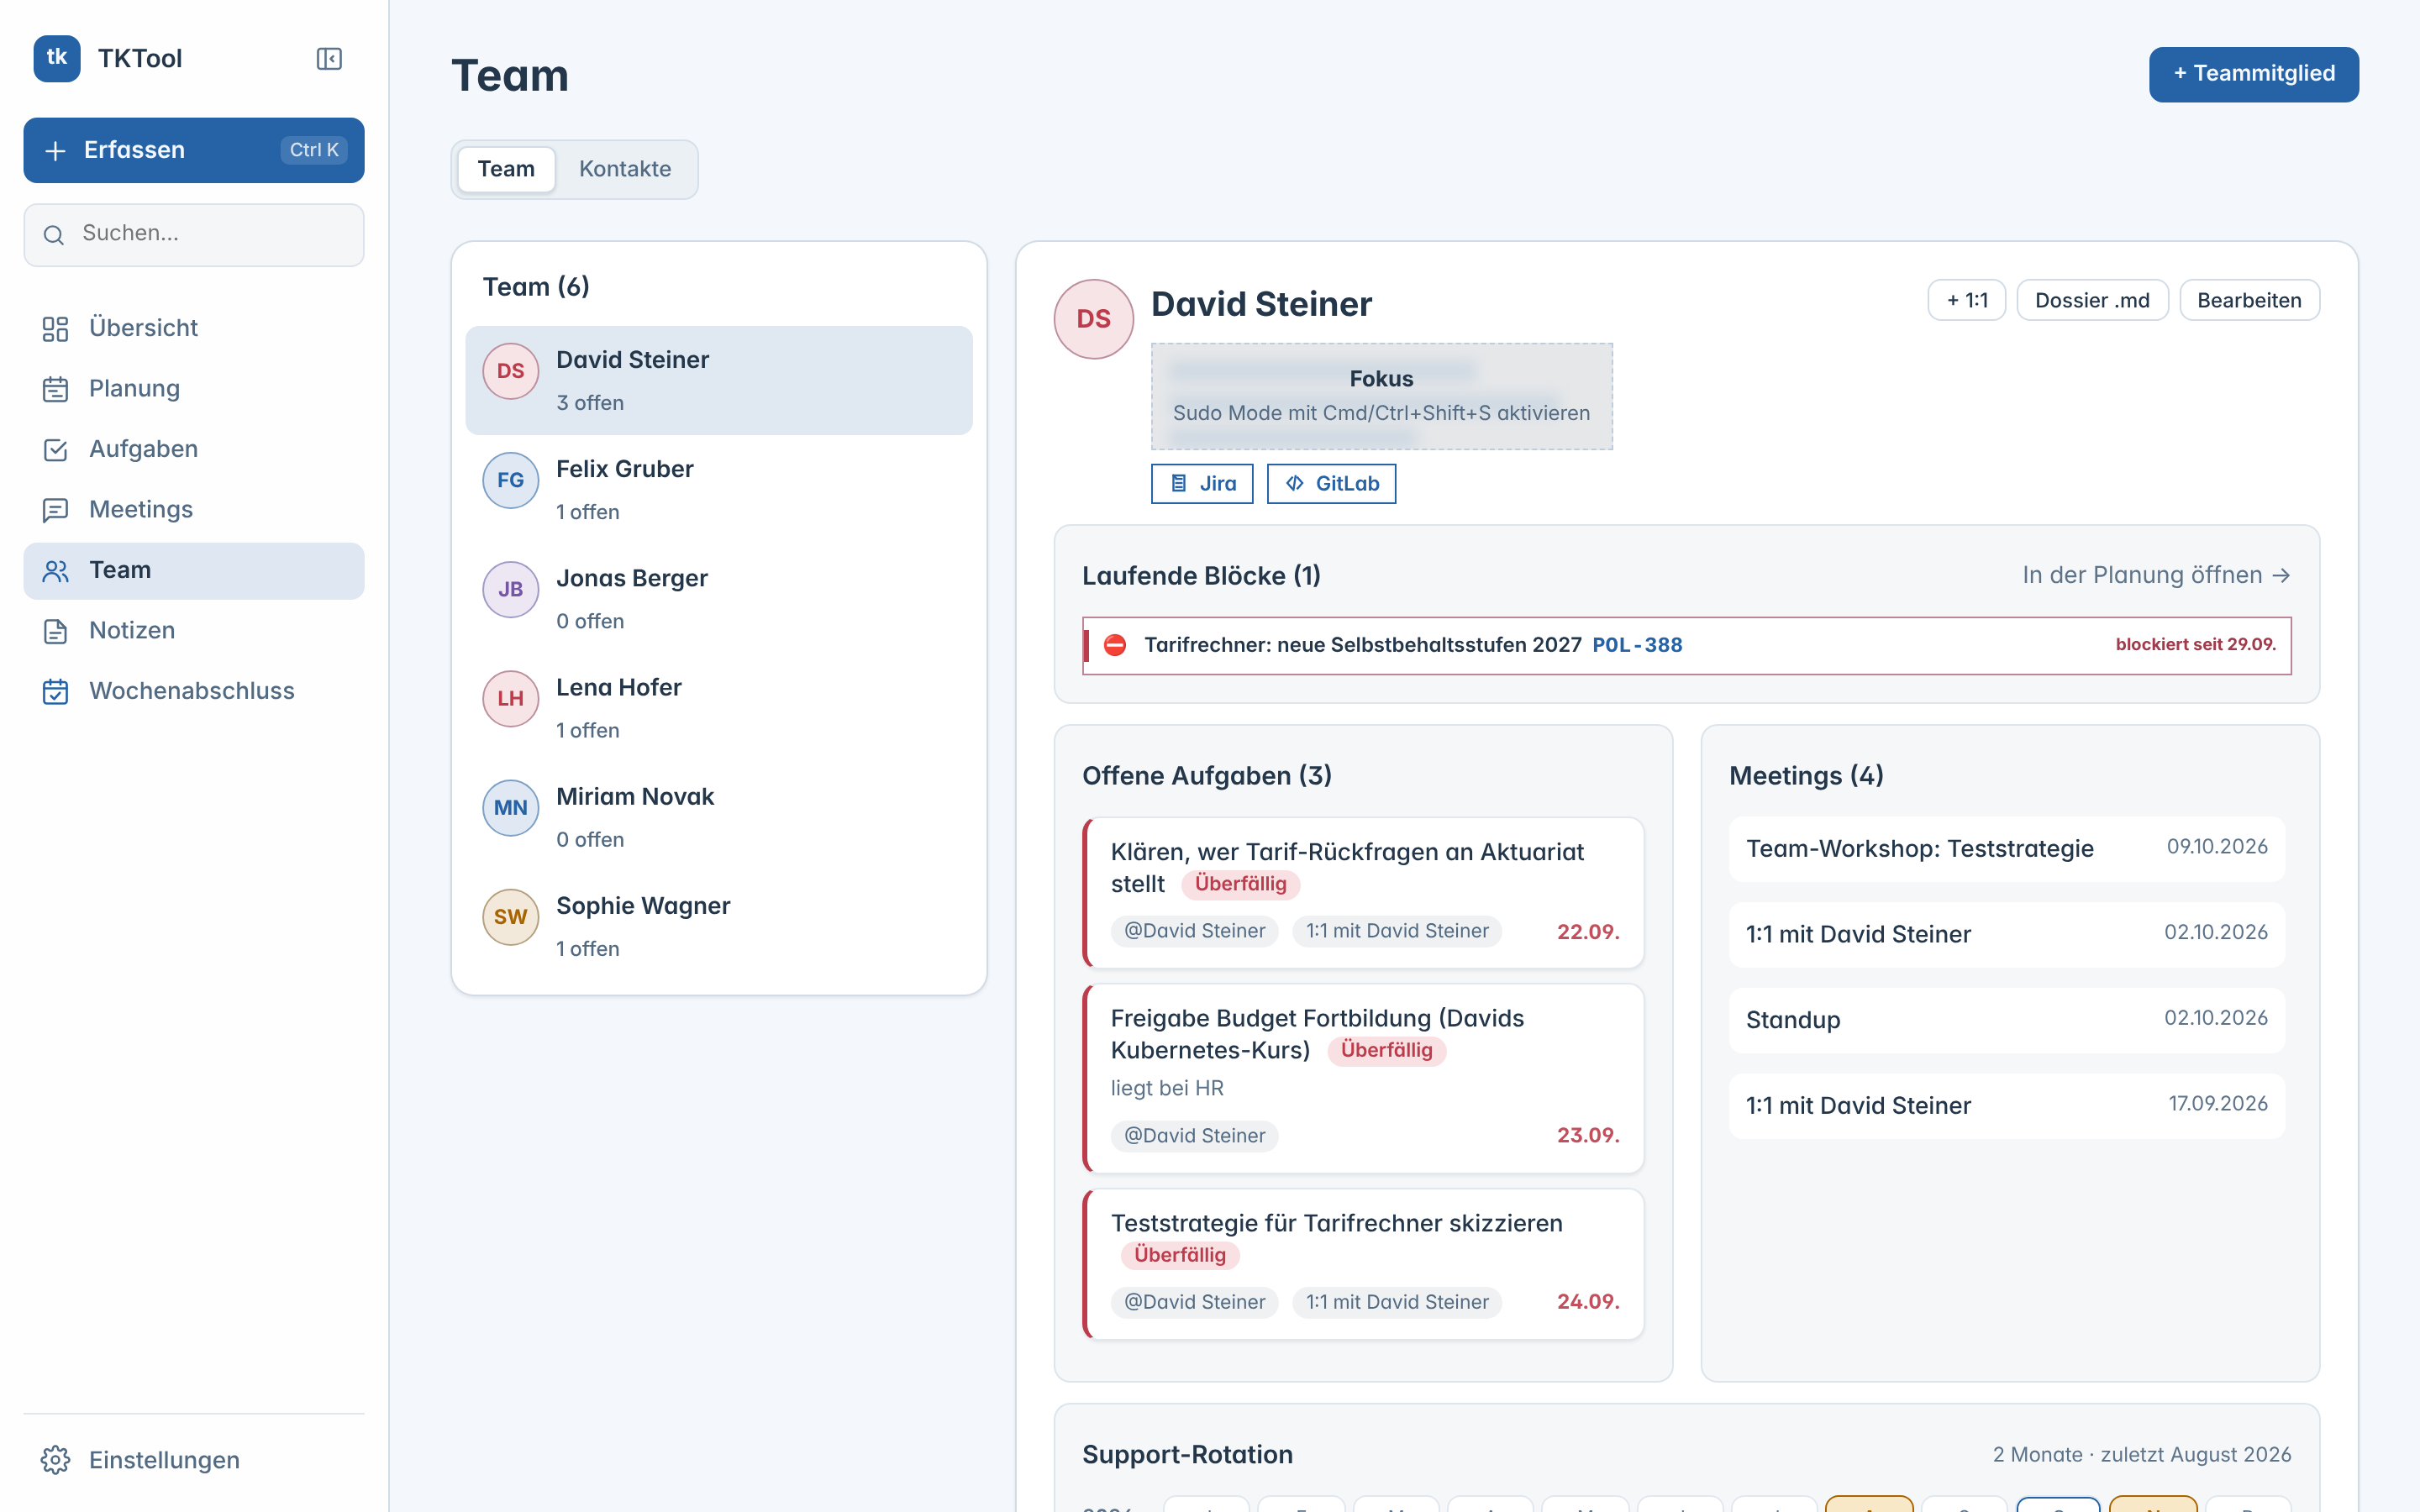 tk TKTool
Erfassen Ctrl K
Suchen...
Übersicht
Planung
Aufgaben
Meetings
Team
Notizen
Wochenabschluss
Einstellungen
Team
+ Teammitglied
Team Kontakte
Team (6)
DS David Steiner
3 offen
FG Felix Gruber
1 offen
JB Jonas Berger
0 offen
LH Lena Hofer
1 offen
MN Miriam Novak
0 offen
SW Sophie Wagner
1 offen
DS David Steiner
+ 1:1 Dossier .md Bearbeiten
Fokus
Sudo Mode mit Cmd/Ctrl+Shift+S aktivieren
Jira GitLab
Laufende Blöcke (1) In der Planung öffnen →
Tarifrechner: neue Selbstbehaltsstufen 2027 POL-388 blockiert seit 29.09.
Offene Aufgaben (3)
Klären, wer Tarif-Rückfragen an Aktuariat
stellt Überfällig
@David Steiner 1:1 mit David Steiner 22.09.
Freigabe Budget Fortbildung (Davids
Kubernetes-Kurs) Überfällig
liegt bei HR
@David Steiner 23.09.
Teststrategie für Tarifrechner skizzieren
Überfällig
@David Steiner 1:1 mit David Steiner 24.09.
Meetings (4)
Team-Workshop: Teststrategie 09.10.2026
1:1 mit David Steiner 02.10.2026
Standup 02.10.2026
1:1 mit David Steiner 17.09.2026
Support-Rotation 2 Monate · zuletzt August 2026